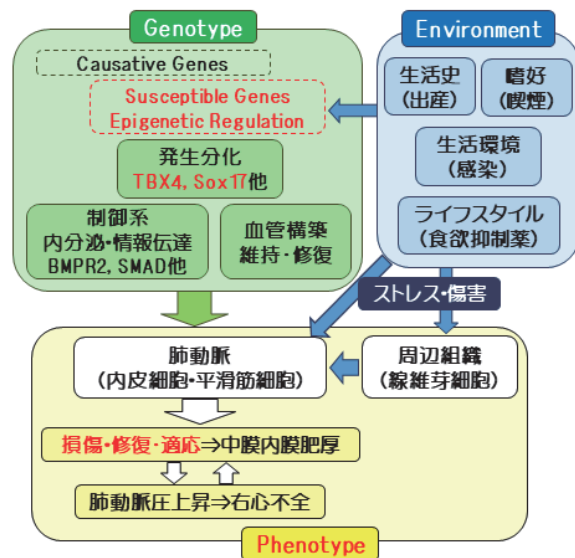 Genotype
Causative Genes
Susceptible Genes
Epigenetic Regulation
発生分化
TBX4, Sox17他
制御系
内分泌・情報伝達
BMPR2, SMAD他
血管構築
維持・修復
Environment
生活史
(出産)
嗜好
(喫煙)
生活環境
(感染)
ライフスタイル
(食欲抑制薬)
ストレス・傷害
肺動脈
(内皮細胞・平滑筋細胞)
周辺組織
(線維芽細胞)
損傷・修復・適応⇒中膜内膜肥厚
肺動脈圧上昇⇒右心不全
Phenotype